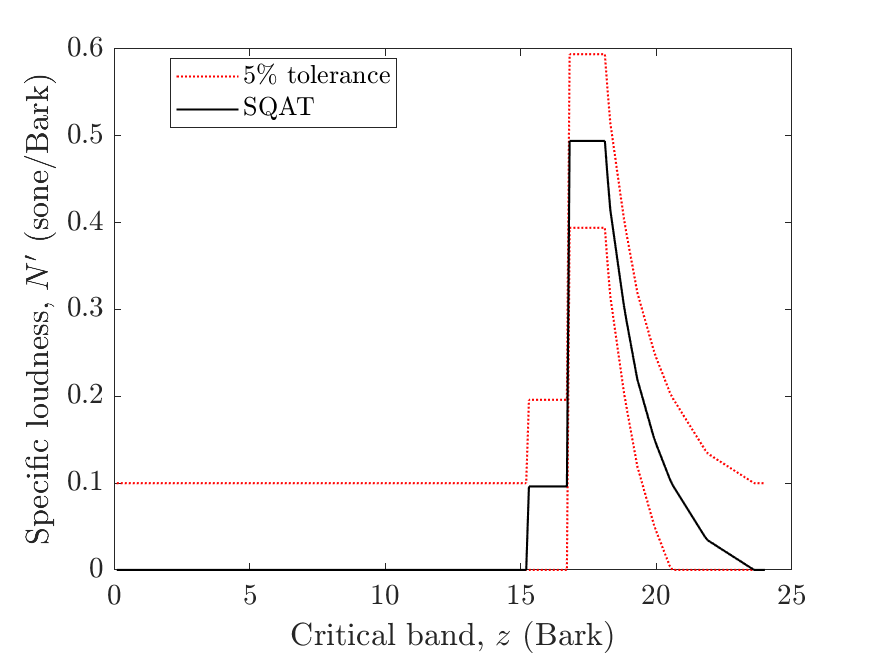 5% tolerance
SQAT
0.6
0.5
0.4
0.3
0.2
0.1
0
Specific loudness, N′ (sone/Bark)
0 5 10 15 20 25
Critical band, z (Bark)